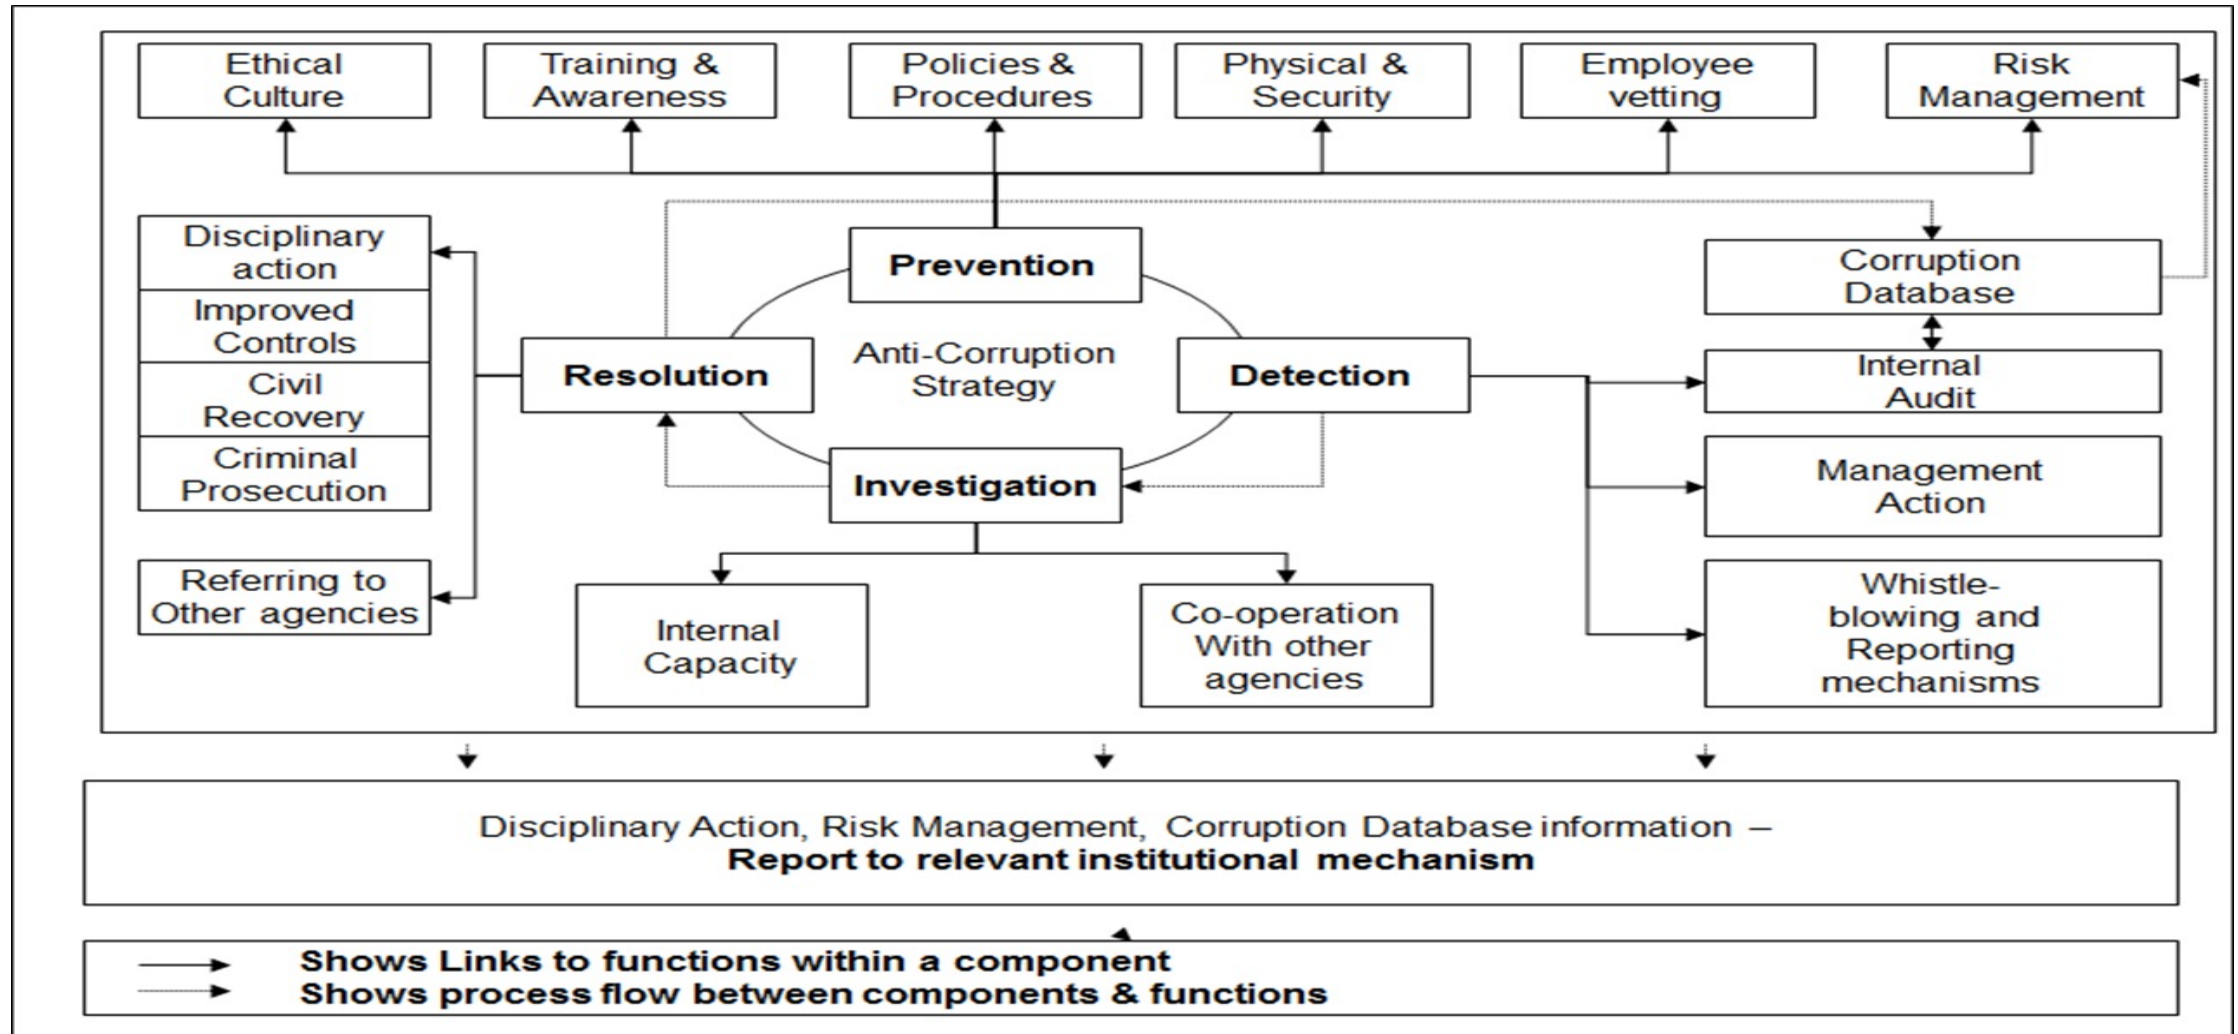 Ethical
Culture
Training &
Awareness
Policies &
Procedures
Physical &
Security
Employee
vetting
Risk
Management
Disciplinary
action
Improved
Controls
Civil
Recovery
Criminal
Prosecution
Referring to
Other agencies
Prevention
Resolution
Anti-Corruption
Strategy
Detection
Investigation
Internal
Capacity
Co-operation
With other
agencies
Corruption
Database
Internal
Audit
Management
Action
Whistle-
blowing and
Reporting
mechanisms
Disciplinary Action, Risk Management, Corruption Database information –
Report to relevant institutional mechanism
Shows Links to functions within a component
Shows process flow between components & functions